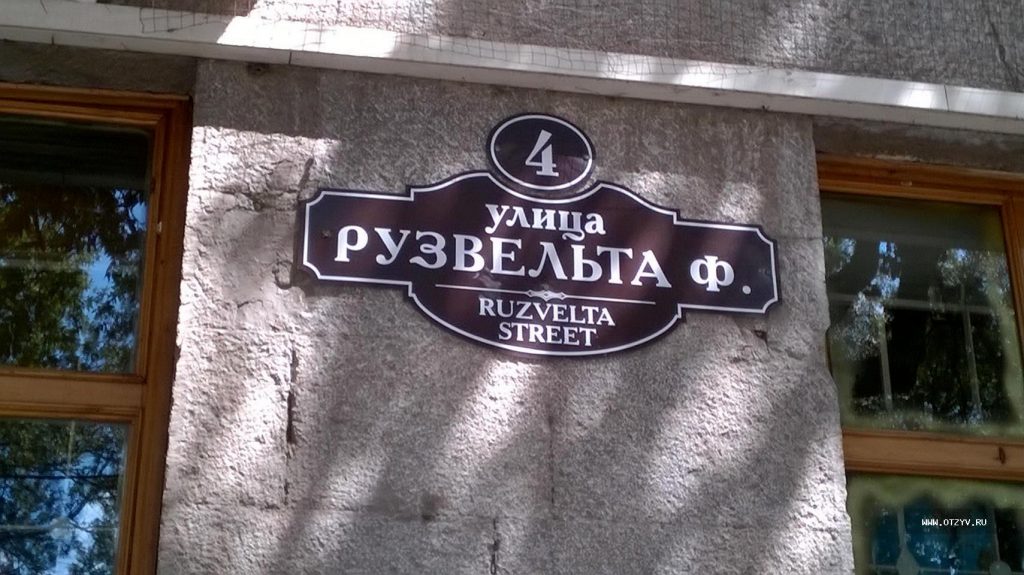 4
улица
РУЗВЕЛЬТА Ф.
RUZVELTA
STREET
WWW.OTZYV.RU